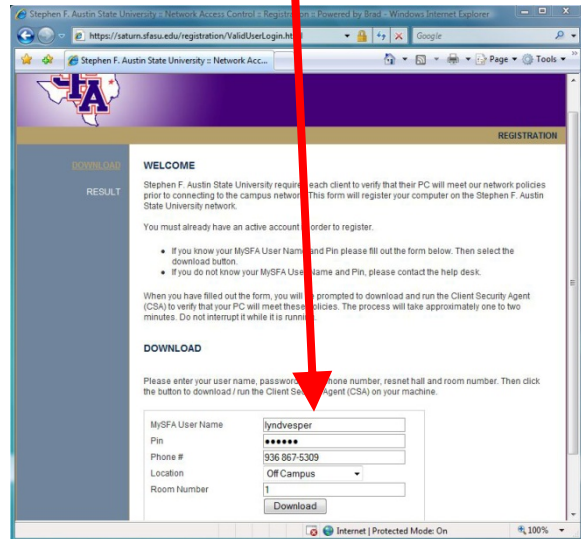 Stephen F. Austin State University :: Network Access Control :: Registration :: Powered by Brad - Windows Internet Explorer
https://saturn.sfasu.edu/registration/ValidUserLogin.html
Google
Stephen F. Austin State University :: Network Acc...
Page
Tools
REGISTRATION
DOWNLOAD
RESULT
WELCOME
Stephen F. Austin State University requires each client to verify that their PC will meet our network policies
prior to connecting to the campus network. This form will register your computer on the Stephen F. Austin
State University network.
You must already have an active account order to register.
If you know your MySFA User Name and Pin please fill out the form below. Then select the
download button.
If you do not know your MySFA User Name and Pin, please contact the help desk.
When you have filled out the form, you will be prompted to download and run the Client Security Agent
(CSA) to verify that your PC will meet these policies. The process will take approximately one to two
minutes. Do not interrupt it while it is running.
DOWNLOAD
Please enter your user name, password, phone number, resnet hall and room number. Then click
the button to download / run the Client Security Agent (CSA) on your machine.
MySFA User Name lyndvesper
Pin ••••••
Phone # 936 867-5309
Location Off Campus
Room Number 1
Download
Internet | Protected Mode: On 100%